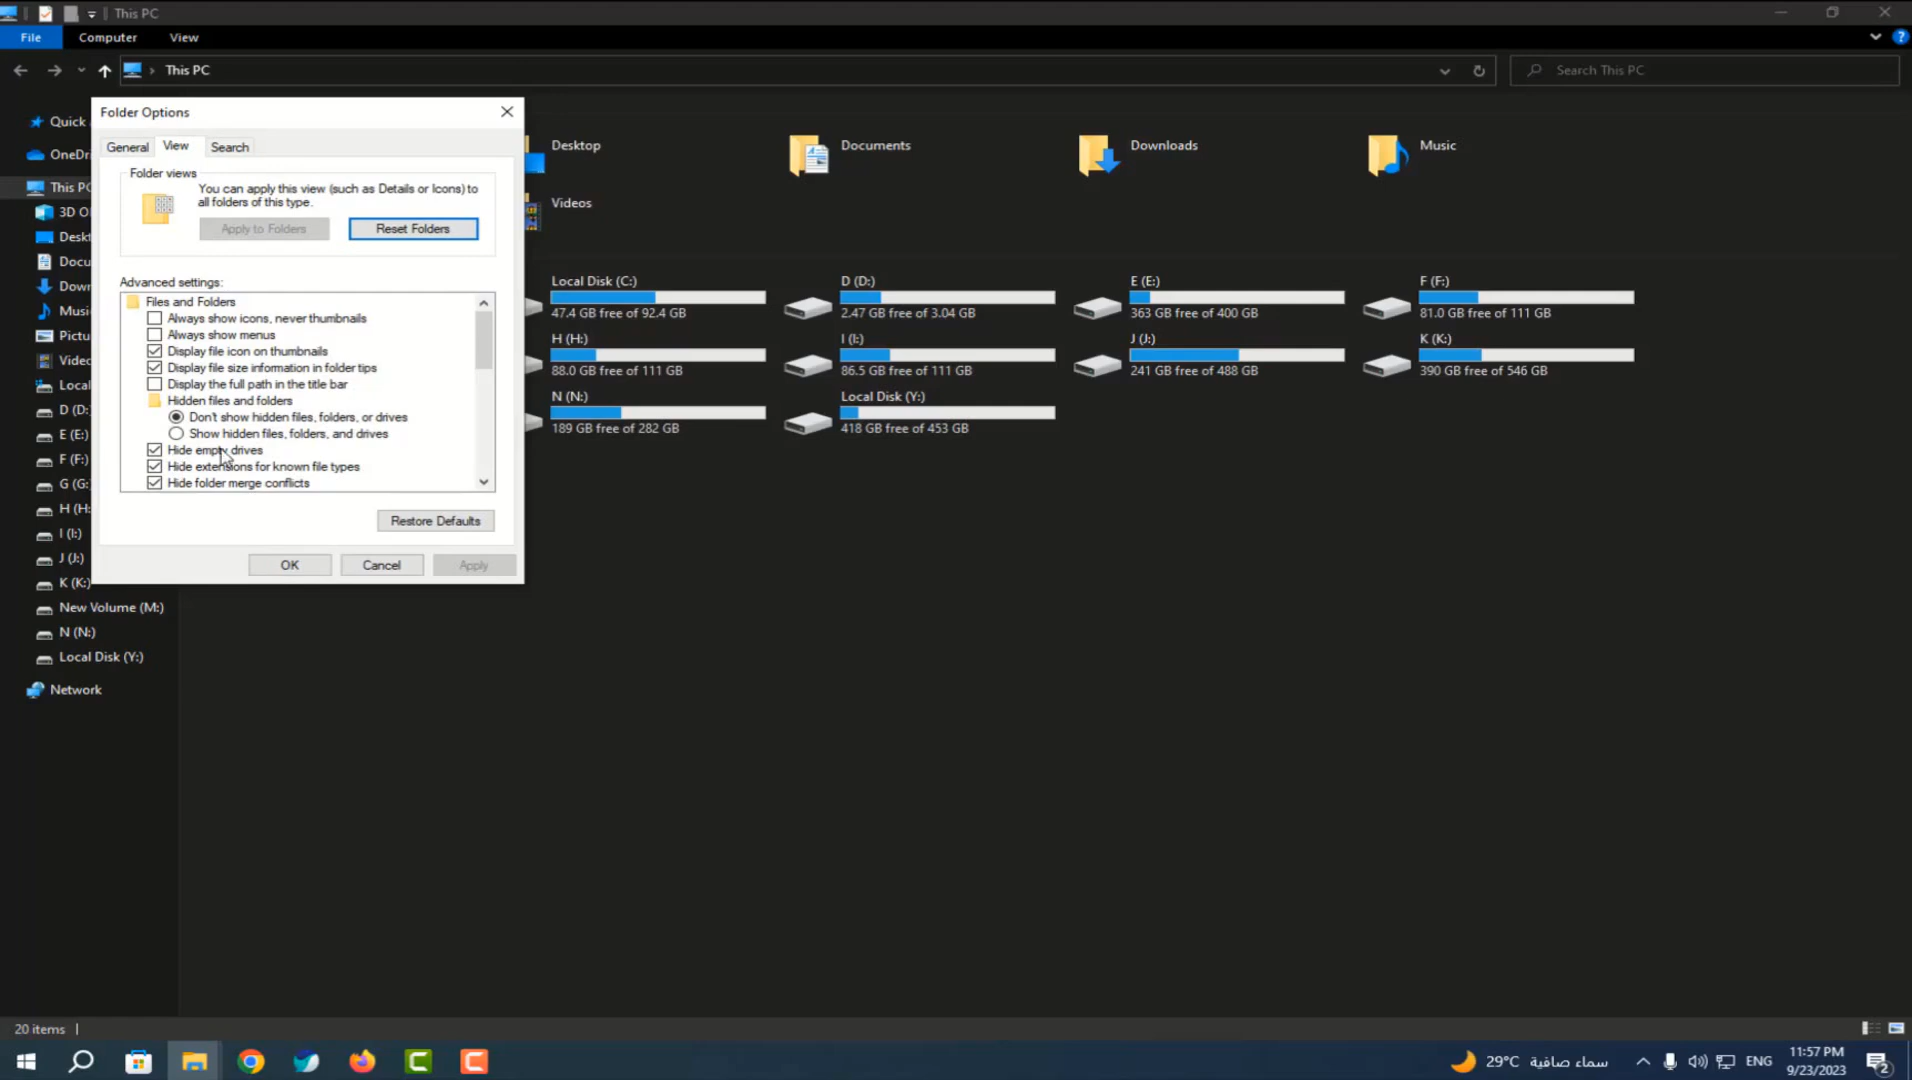 This PC
File Computer View
This PC
Search This PC
Folder Options
General View Search
Folder views
You can apply this view (such as Details or Icons) to
all folders of this type.
Apply to Folders Reset Folders
Advanced settings:
Files and Folders
Always show icons, never thumbnails
Always show menus
Display file icon on thumbnails
Display file size information in folder tips
Display the full path in the title bar
Hidden files and folders
Don't show hidden files, folders, or drives
Show hidden files, folders, and drives
Hide empty drives
Hide extensions for known file types
Hide folder merge conflicts
Restore Defaults
OK Cancel Apply
Quick
OneDri
This PC
3D O
Deskt
Docu
Down
Music
Pictu
Video
Local
D (D:)
E (E:)
F (F:)
G (G:)
H (H:
I (I:)
J (J:)
K (K:)
New Volume (M:)
N (N:)
Local Disk (Y:)
Network
Desktop
Documents
Downloads
Music
Videos
Local Disk (C:)
47.4 GB free of 92.4 GB
D (D:)
2.47 GB free of 3.04 GB
E (E:)
363 GB free of 400 GB
F (F:)
81.0 GB free of 111 GB
H (H:)
88.0 GB free of 111 GB
I (I:)
86.5 GB free of 111 GB
J (J:)
241 GB free of 488 GB
K (K:)
390 GB free of 546 GB
N (N:)
189 GB free of 282 GB
Local Disk (Y:)
418 GB free of 453 GB
20 items
29°C سماء صافية
ENG
11:57 PM
9/23/2023
2